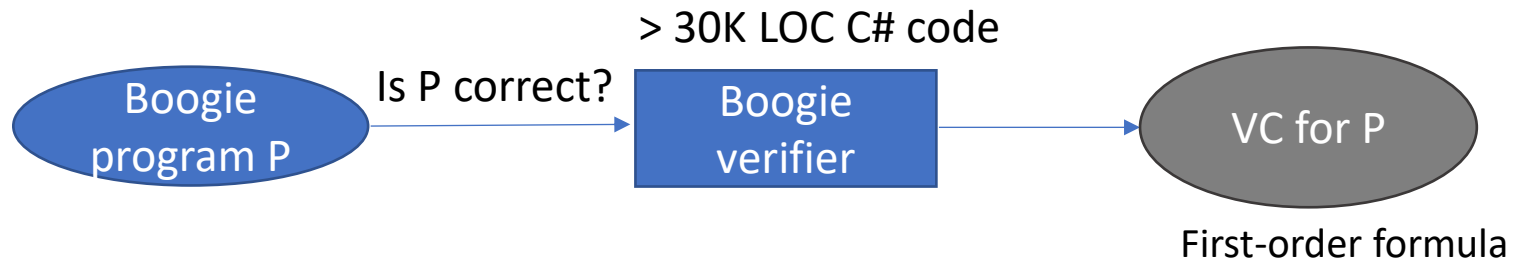 > 30K LOC C# code
Boogie
program P
Is P correct?
Boogie
verifier
VC for P
First-order formula